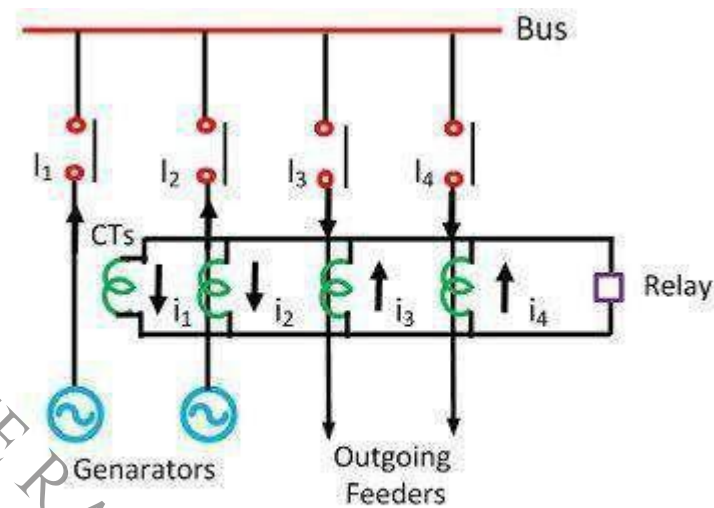 Bus
I₁
I₂
I₃
I₄
CTs
i₁
i₂
i₃
i₄
Relay
Genarators
Outgoing
Feeders